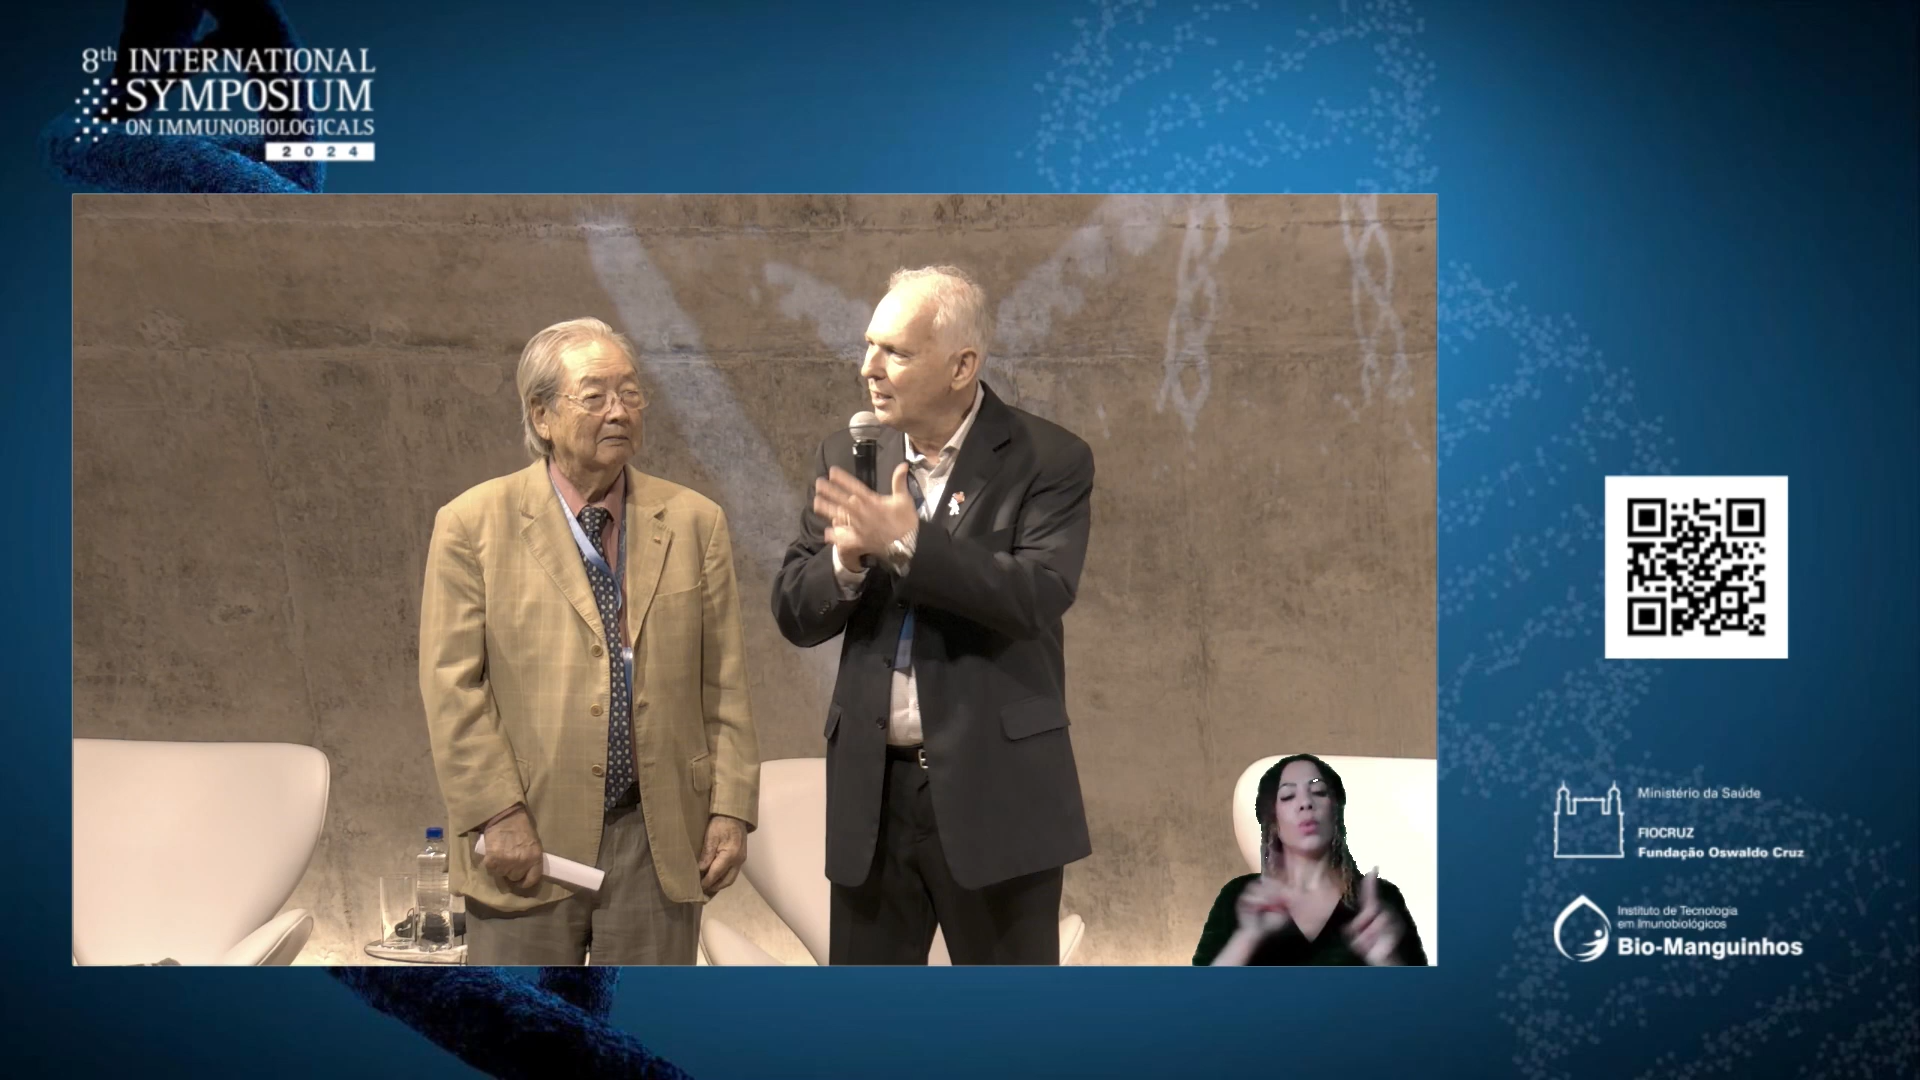 8th INTERNATIONAL
SYMPOSIUM
ON IMMUNOBIOLOGICALS
2024
Ministério da Saúde
FIOCRUZ
Fundação Oswaldo Cruz
Instituto de Tecnologia
em Imunobiológicos
Bio-Manguinhos